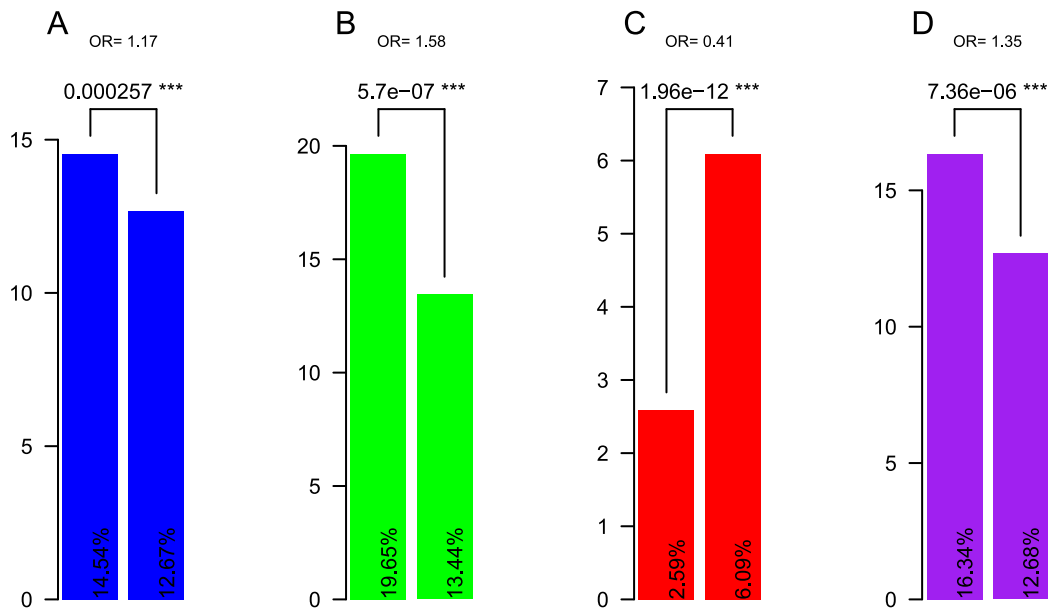 A
OR= 1.17
0.000257 ***
15
10
5
0
14.54%
12.67%
B
OR= 1.58
5.7e−07 ***
20
15
10
5
0
19.65%
13.44%
C
OR= 0.41
1.96e−12 ***
7
6
5
4
3
2
1
0
2.59%
6.09%
D
OR= 1.35
7.36e−06 ***
15
10
5
0
16.34%
12.68%